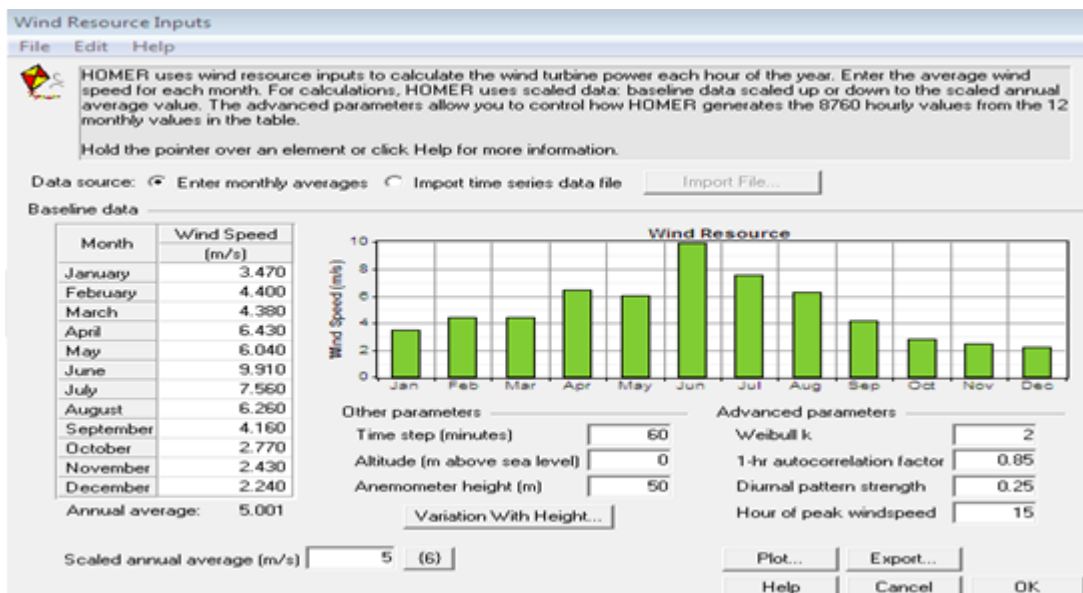 Wind Resource Inputs
File Edit Help
HOMER uses wind resource inputs to calculate the wind turbine power each hour of the year. Enter the average wind
speed for each month. For calculations, HOMER uses scaled data: baseline data scaled up or down to the scaled annual
average value. The advanced parameters allow you to control how HOMER generates the 8760 hourly values from the 12
monthly values in the table.
Hold the pointer over an element or click Help for more information.
Data source: Enter monthly averages Import time series data file Import File...
Baseline data
Month Wind Speed
(m/s)
January 3.470
February 4.400
March 4.380
April 6.430
May 6.040
June 9.910
July 7.560
August 6.260
September 4.160
October 2.770
November 2.430
December 2.240
Annual average: 5.001
Wind Resource
Wind Speed (m/s)
10
8
6
4
2
0
Jan Feb Mar Apr May Jun Jul Aug Sep Oct Nov Dec
Other parameters
Time step (minutes) 60
Altitude (m above sea level) 0
Anemometer height (m) 50
Variation With Height...
Advanced parameters
Weibull k 2
1-hr autocorrelation factor 0.85
Diurnal pattern strength 0.25
Hour of peak windspeed 15
Scaled annual average (m/s) 5 (6)
Plot... Export...
Help Cancel OK